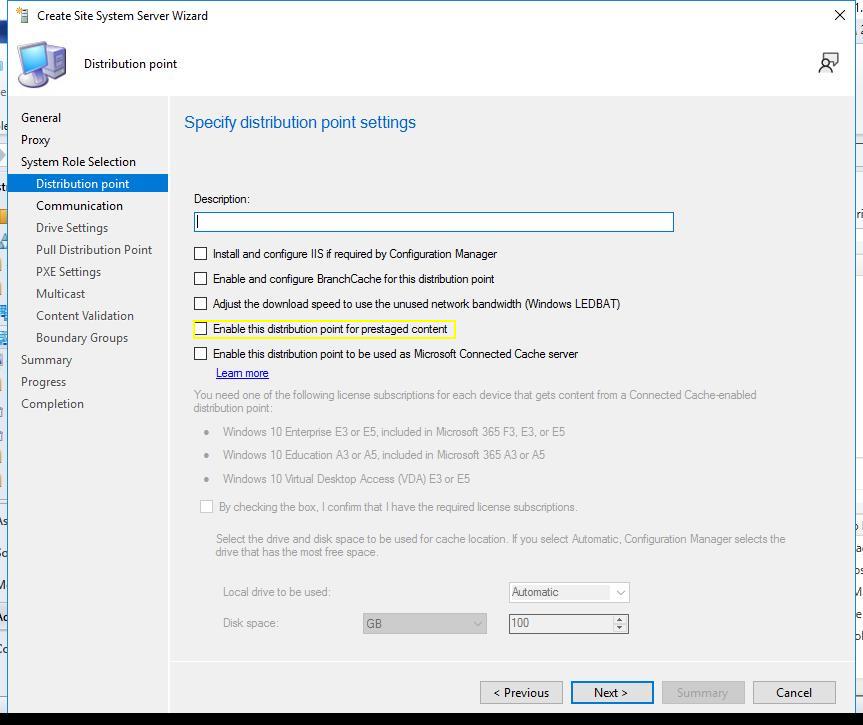 Create Site System Server Wizard
Distribution point
General
Proxy
System Role Selection
Distribution point
Communication
Drive Settings
Pull Distribution Point
PXE Settings
Multicast
Content Validation
Boundary Groups
Summary
Progress
Completion
Specify distribution point settings
Description:
Install and configure IIS if required by Configuration Manager
Enable and configure BranchCache for this distribution point
Adjust the download speed to use the unused network bandwidth (Windows LEDBAT)
Enable this distribution point for prestaged content
Enable this distribution point to be used as Microsoft Connected Cache server
Learn more
You need one of the following license subscriptions for each device that gets content from a Connected Cache-enabled
distribution point:
• Windows 10 Enterprise E3 or E5, included in Microsoft 365 F3, E3, or E5
• Windows 10 Education A3 or A5, included in Microsoft 365 A3 or A5
• Windows 10 Virtual Desktop Access (VDA) E3 or E5
By checking the box, I confirm that I have the required license subscriptions.
Select the drive and disk space to be used for cache location. If you select Automatic, Configuration Manager selects the
drive that has the most free space.
Local drive to be used: Automatic
Disk space: GB 100
< Previous Next > Summary Cancel